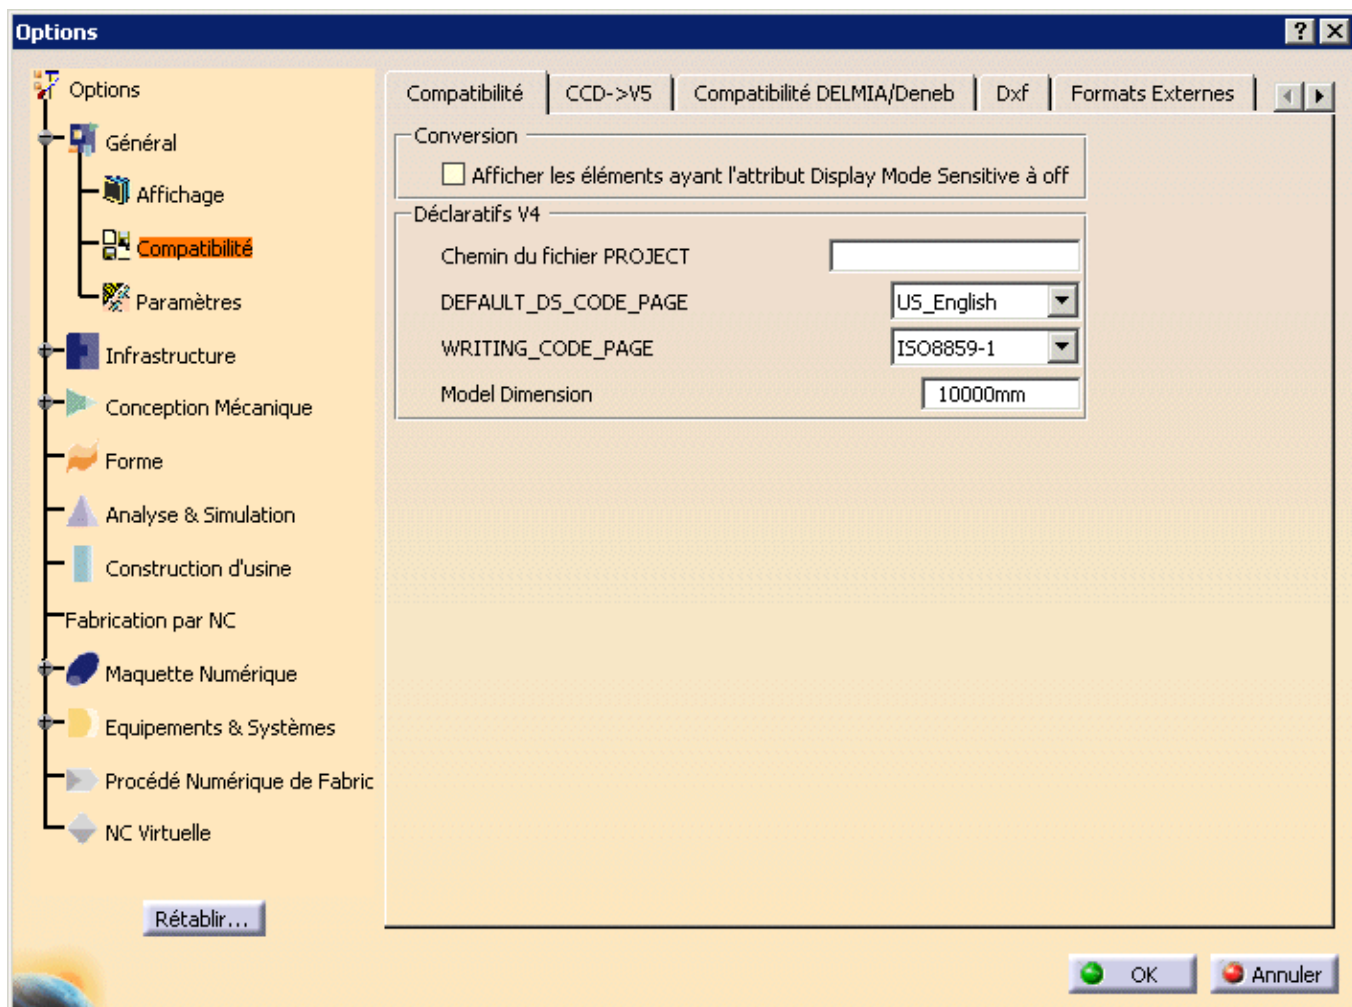 Options
Options
Général
Affichage
Compatibilité
Paramètres
Infrastructure
Conception Mécanique
Forme
Analyse & Simulation
Construction d'usine
Fabrication par NC
Maquette Numérique
Equipements & Systèmes
Procédé Numérique de Fabric
NC Virtuelle
Rétablir...
Compatibilité
CCD->V5
Compatibilité DELMIA/Deneb
Dxf
Formats Externes
Conversion
Afficher les éléments ayant l'attribut Display Mode Sensitive à off
Déclaratifs V4
Chemin du fichier PROJECT
DEFAULT_DS_CODE_PAGE US_English
WRITING_CODE_PAGE ISO8859-1
Model Dimension 10000mm
OK
Annuler